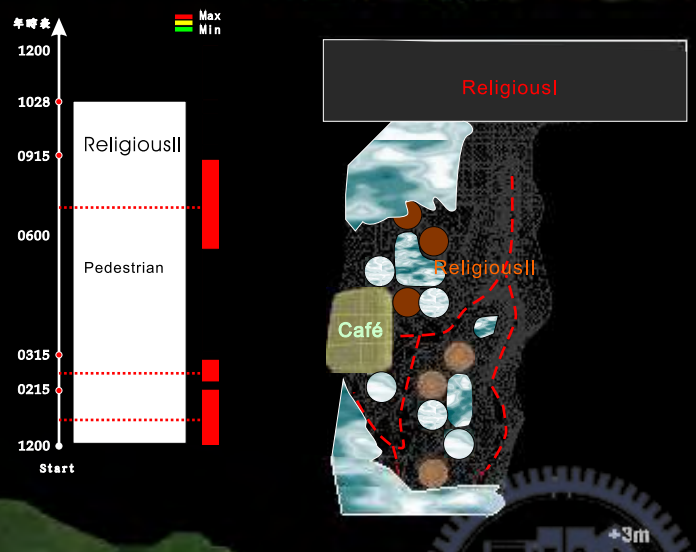 年時表
Max
Min
1200
1028
0915
0600
0315
0215
1200
Start
ReligiousII
Pedestrian
ReligiousI
ReligiousII
Café
+3m